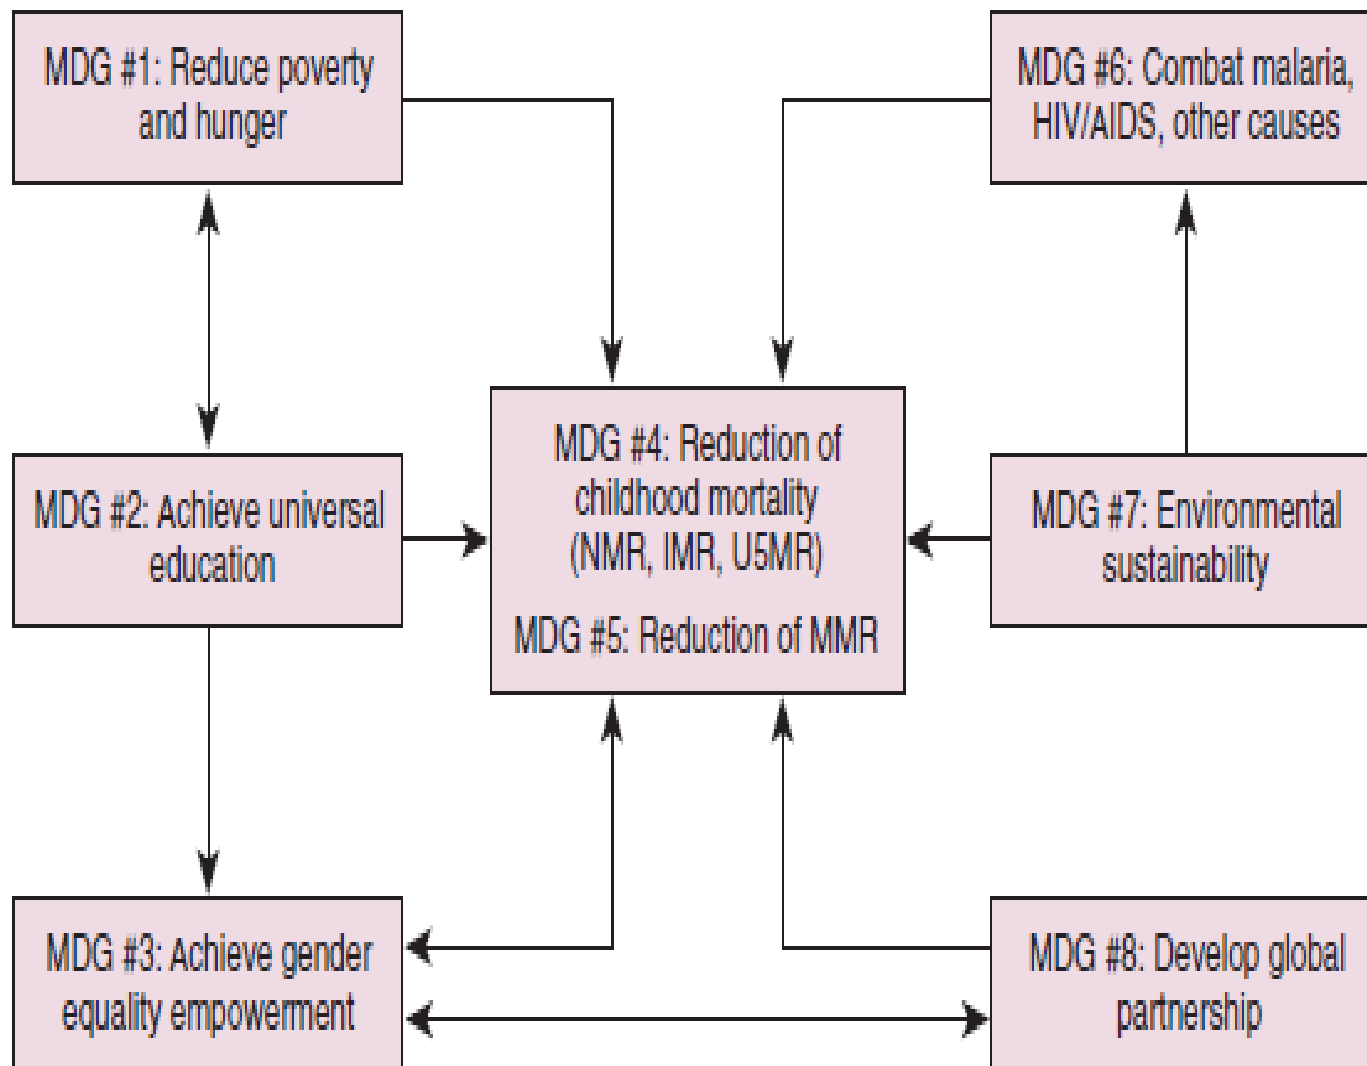 MDG #1: Reduce poverty
and hunger
MDG #6: Combat malaria,
HIV/AIDS, other causes
MDG #4: Reduction of
childhood mortality
(NMR, IMR, U5MR)
MDG #5: Reduction of MMR
MDG #2: Achieve universal
education
MDG #7: Environmental
sustainability
MDG #3: Achieve gender
equality empowerment
MDG #8: Develop global
partnership